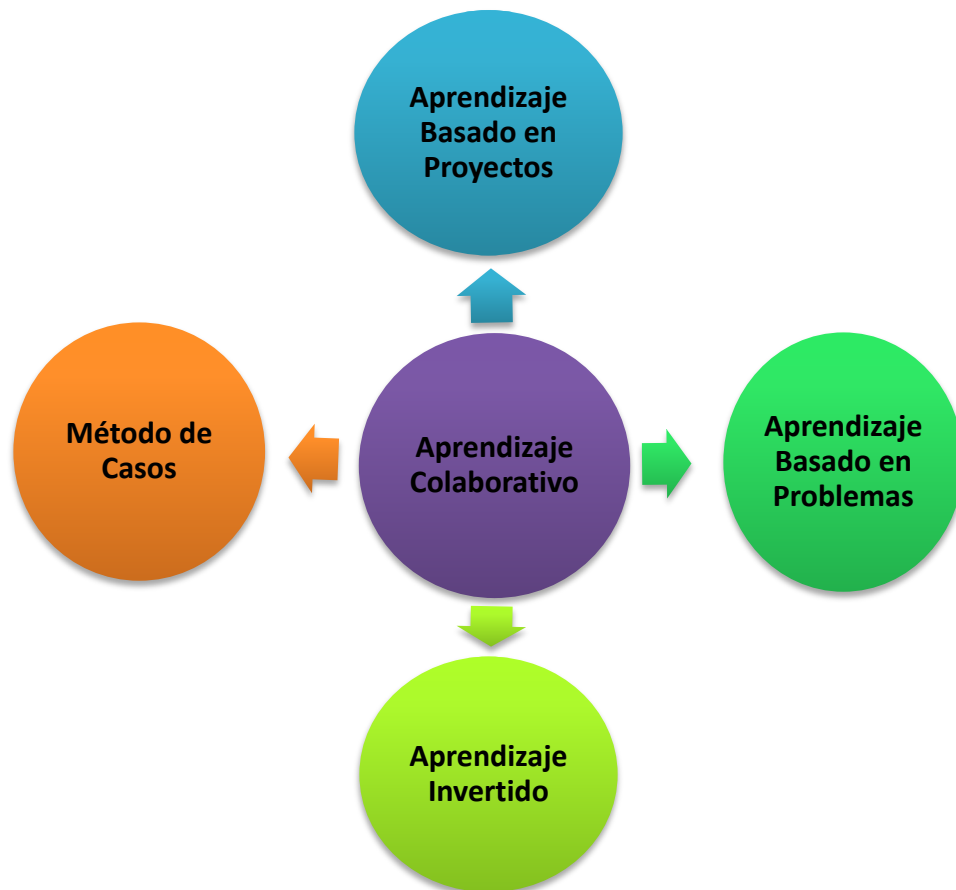 Aprendizaje
Basado en
Proyectos
Método de
Casos
Aprendizaje
Colaborativo
Aprendizaje
Basado en
Problemas
Aprendizaje
Invertido